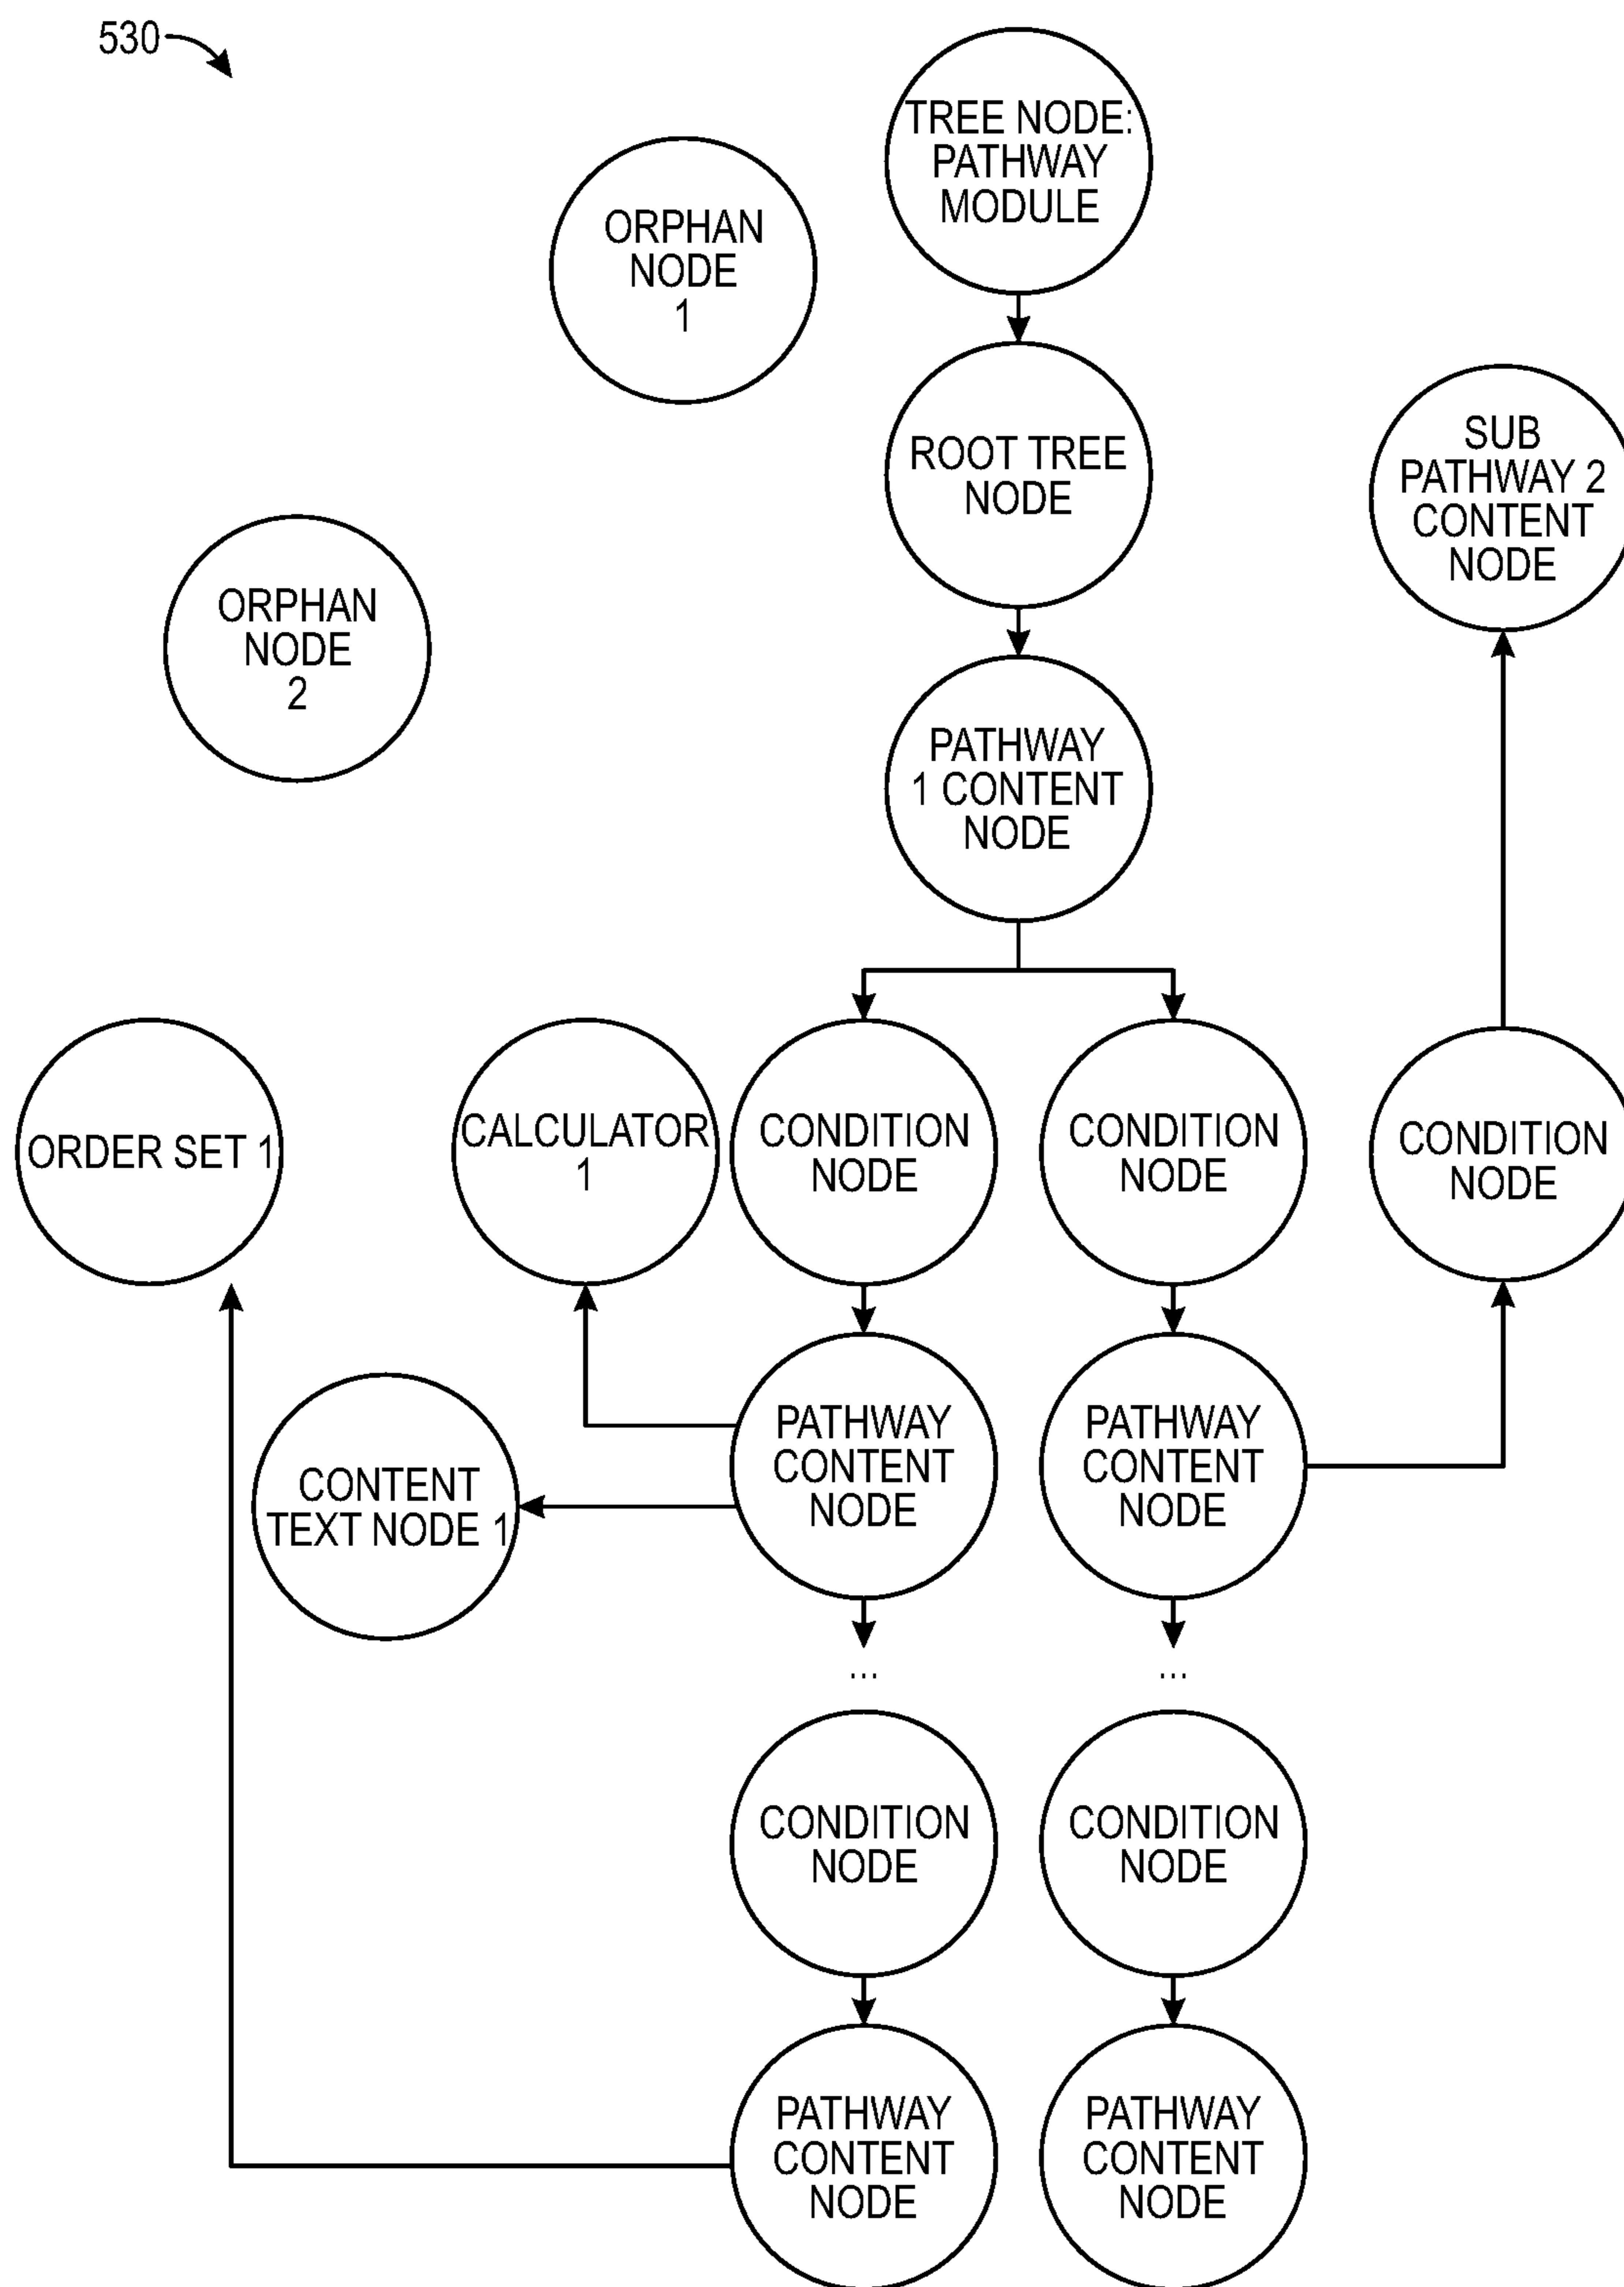 530
TREE NODE:
PATHWAY
MODULE
ORPHAN
NODE
1
ROOT TREE
NODE
SUB
PATHWAY 2
CONTENT
NODE
ORPHAN
NODE
2
PATHWAY
1 CONTENT
NODE
ORDER SET 1
CALCULATOR
1
CONDITION
NODE
CONDITION
NODE
CONDITION
NODE
CONTENT
TEXT NODE 1
PATHWAY
CONTENT
NODE
PATHWAY
CONTENT
NODE
...
...
CONDITION
NODE
CONDITION
NODE
PATHWAY
CONTENT
NODE
PATHWAY
CONTENT
NODE